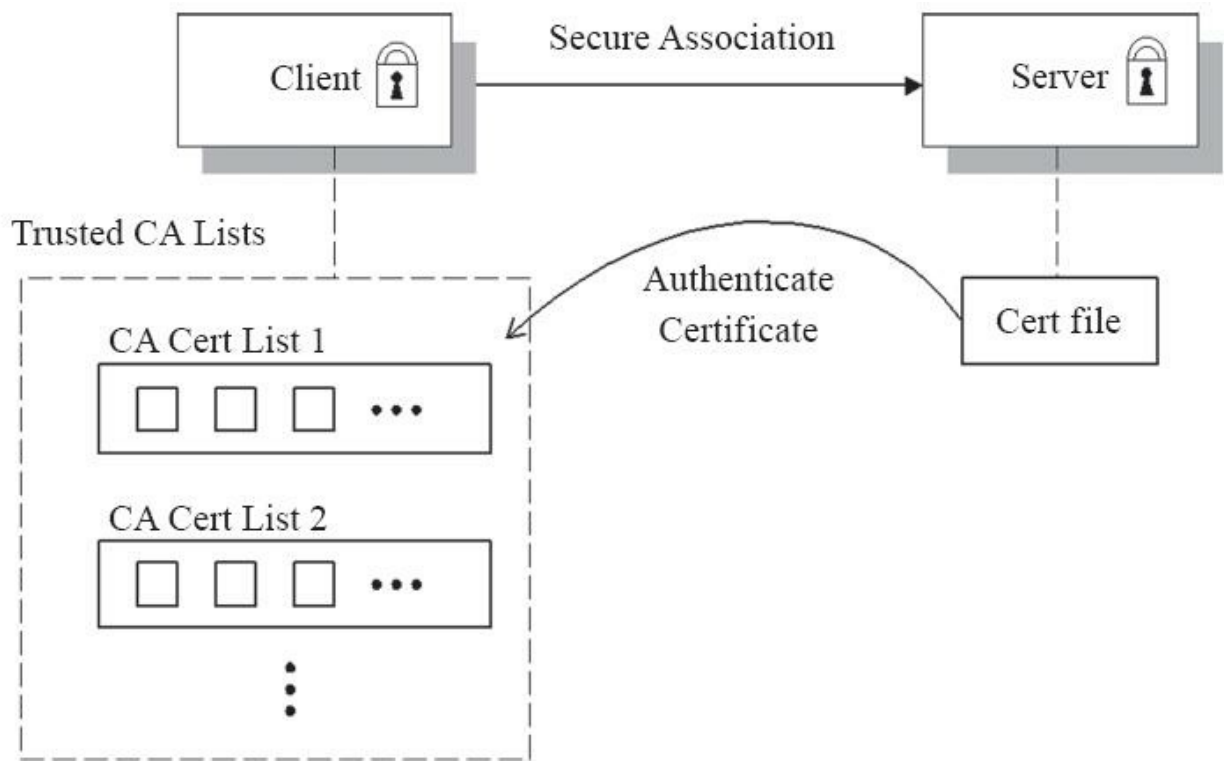 Secure Association
Client
Server
Trusted CA Lists
Authenticate
Certificate
Cert file
CA Cert List 1
CA Cert List 2